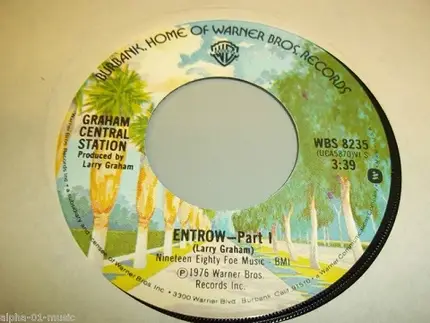 BURBANK, HOME OF WARNER BROS. RECORDS
GRAHAM
CENTRAL
STATION
Produced by
Larry Graham
WBS 8235
3:39
ENTROW—Part I
(Larry Graham)
Nineteen Eighty Foe Music - BMI
℗ 1976 Warner Bros.
Records Inc.
3300 Warner Blvd., Burbank, Calif. 91510
alpha-01-music